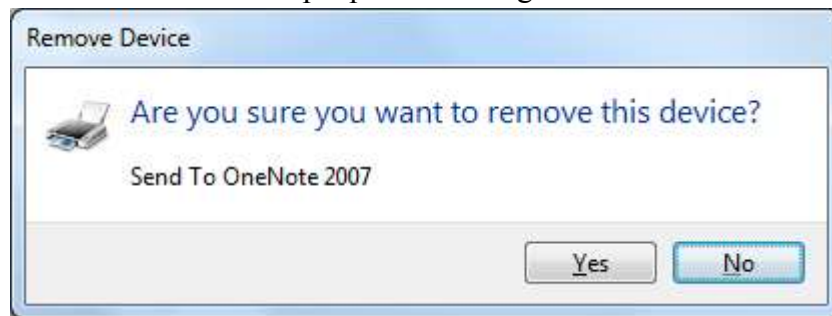 Remove Device
Are you sure you want to remove this device?
Send To OneNote 2007
Yes
No